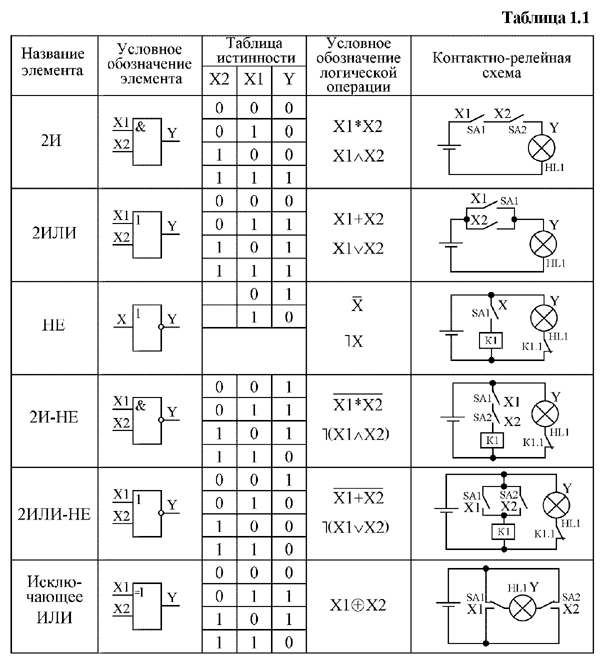 Таблица 1.1
Название элемента
Условное обозначение элемента
Таблица истинности
X2 X1 Y
Условное обозначение логической операции
Контактно-релейная схема
2И
X1 & Y
X2
0 0 0
0 1 0
1 0 0
1 1 1
X1*X2
X1∧X2
X1 X2 Y
SA1 SA2
HL1
2ИЛИ
X1 1 Y
X2
0 0 0
0 1 1
1 0 1
1 1 1
X1+X2
X1∨X2
X1 SA1 Y
X2
HL1
НЕ
X 1 Y
0 1
1 0
X̅
⅂X
X Y
SA1
HL1
K1 K1.1
2И-НЕ
X1 & Y
X2
0 0 1
0 1 1
1 0 1
1 1 0
X̅1̅*̅X̅2̅
⅂(X1∧X2)
SA1 X1 Y
SA2 X2
HL1
K1 K1.1
2ИЛИ-НЕ
X1 1 Y
X2
0 0 1
0 1 0
1 0 0
1 1 0
X̅1̅+̅X̅2̅
⅂(X1∨X2)
SA1 SA2 Y
X1 X2
HL1
K1 K1.1
Исклю-
чающее
ИЛИ
X1 =1 Y
X2
0 0 0
0 1 1
1 0 1
1 1 0
X1⊕X2
SA1 HL1 Y SA2
X1 X2